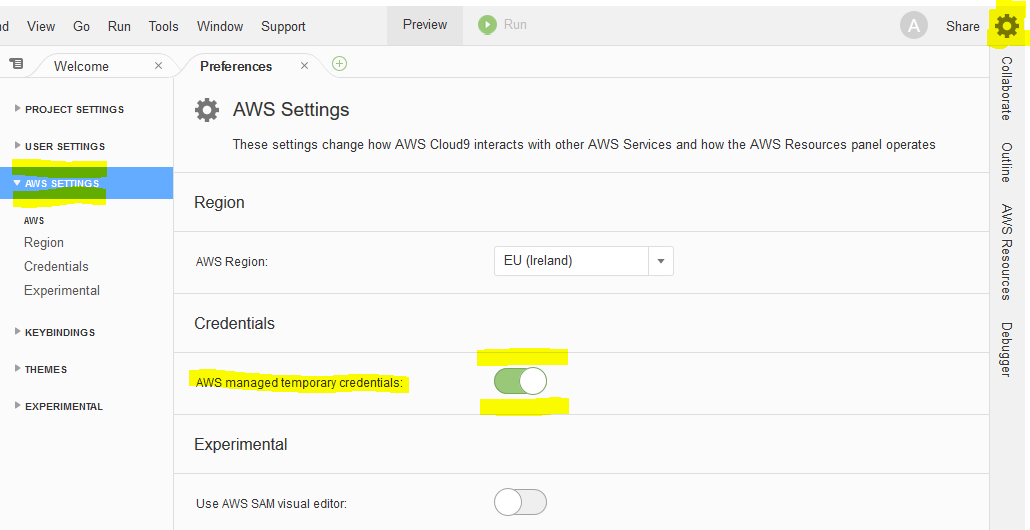 nd View Go Run Tools Window Support Preview Run A Share
Welcome × Preferences ×
PROJECT SETTINGS
USER SETTINGS
AWS SETTINGS
AWS
Region
Credentials
Experimental
KEYBINDINGS
THEMES
EXPERIMENTAL
AWS Settings
These settings change how AWS Cloud9 interacts with other AWS Services and how the AWS Resources panel operates
Region
AWS Region: EU (Ireland)
Credentials
AWS managed temporary credentials:
Experimental
Use AWS SAM visual editor:
Collaborate
Outline
AWS Resources
Debugger